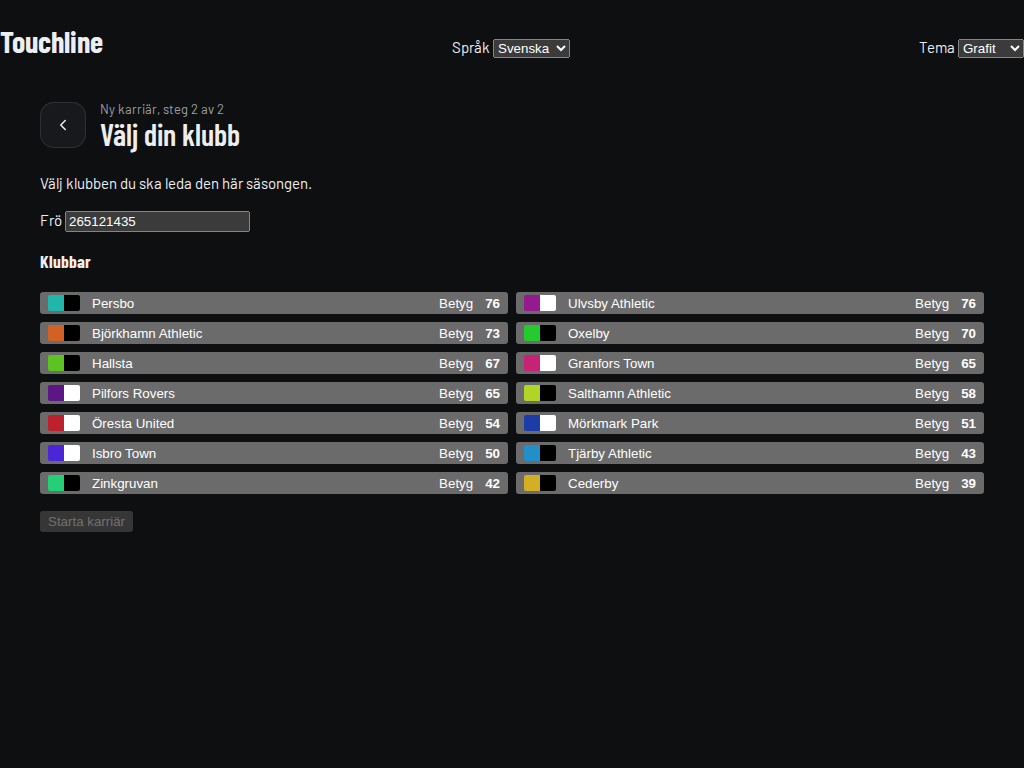 Touchline
Språk Svenska
Tema Grafit
Ny karriär, steg 2 av 2
Välj din klubb
Välj klubben du ska leda den här säsongen.
Frö 265121435
Klubbar
Persbo Betyg 76
Ulvsby Athletic Betyg 76
Björkhamn Athletic Betyg 73
Oxelby Betyg 70
Hallsta Betyg 67
Granfors Town Betyg 65
Pilfors Rovers Betyg 65
Salthamn Athletic Betyg 58
Öresta United Betyg 54
Mörkmark Park Betyg 51
Isbro Town Betyg 50
Tjärby Athletic Betyg 43
Zinkgruvan Betyg 42
Cederby Betyg 39
Starta karriär